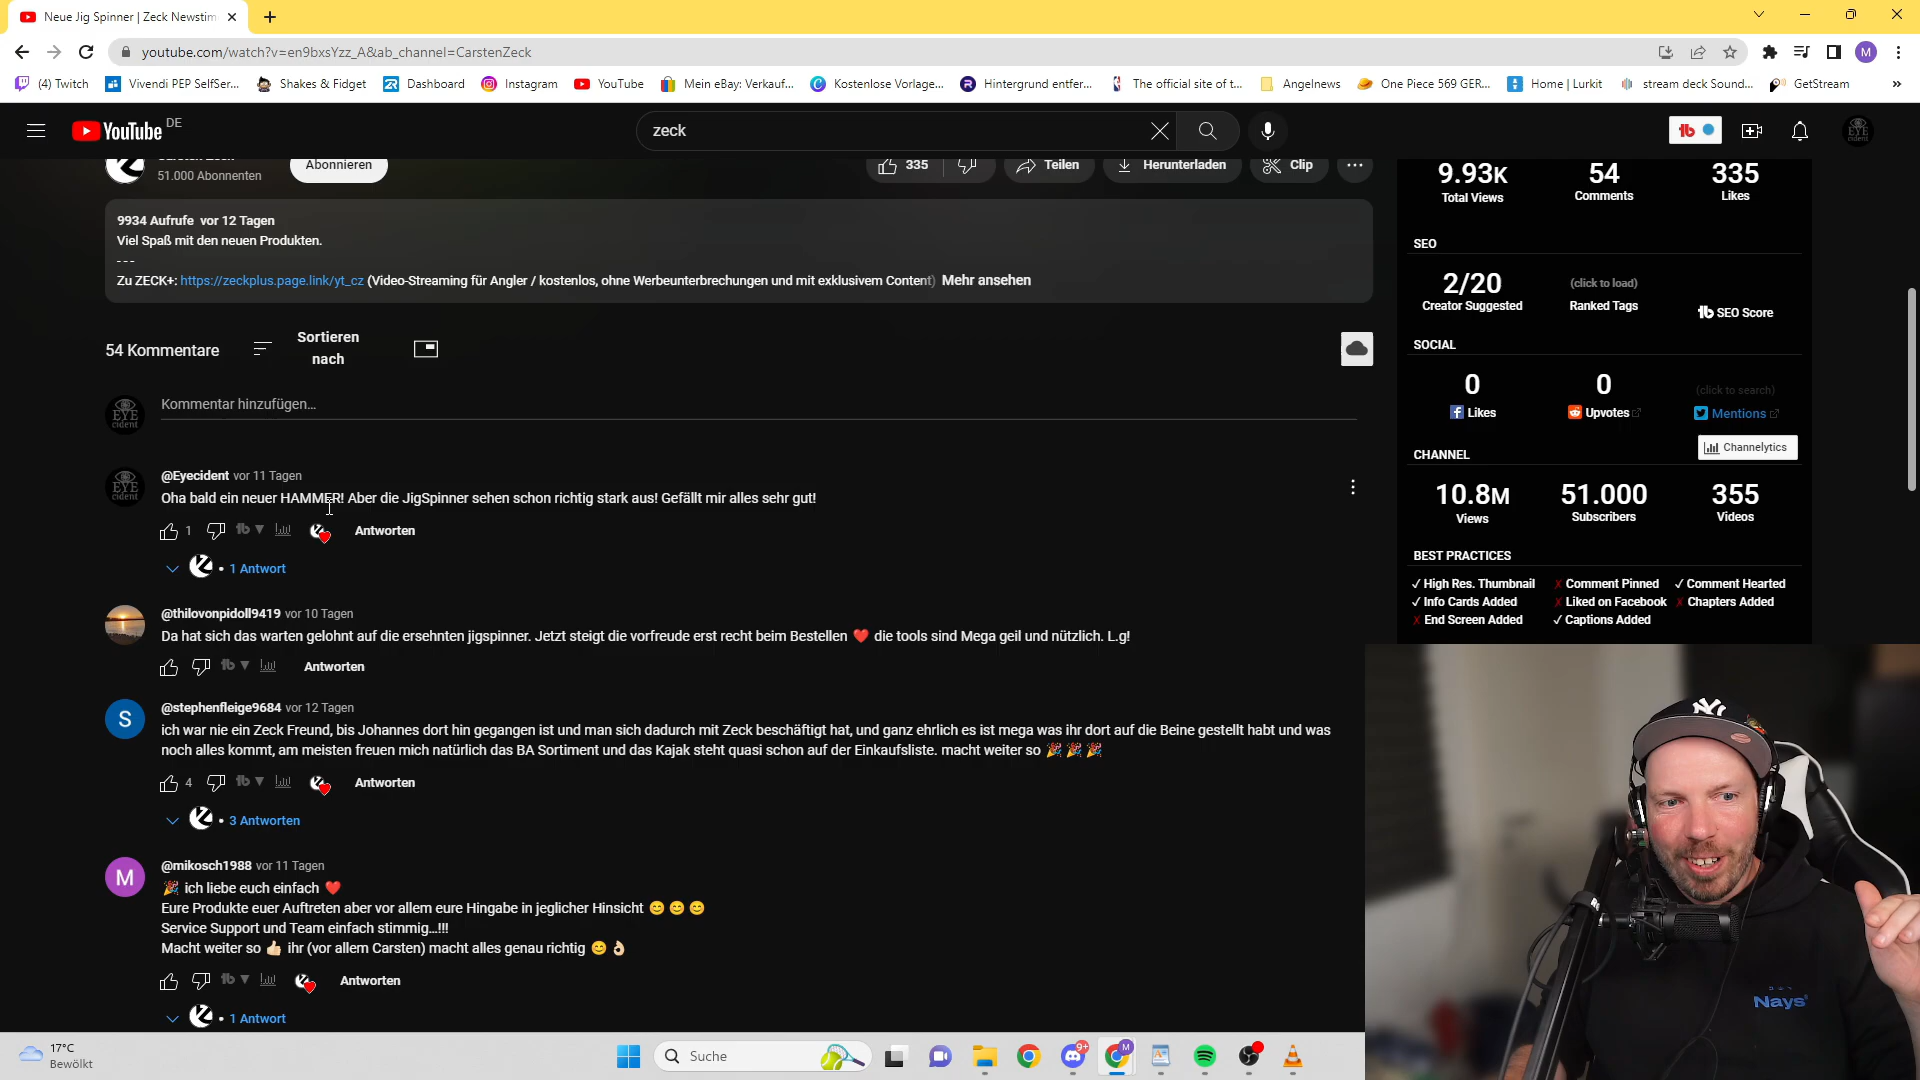 Neue Jig Spinner | Zeck Newstim
youtube.com/watch?v=en9bxsYzz_A&ab_channel=CarstenZeck
M
(4) Twitch
Vivendi PEP SelfSer...
Shakes & Fidget
Dashboard
Instagram
YouTube
Mein eBay: Verkauf...
Kostenlose Vorlage...
Hintergrund entfer...
The official site of t...
Angelnews
One Piece 569 GER...
Home | Lurkit
stream deck Sound...
GetStream
YouTube DE
zeck
51.000 Abonnenten
Abonnieren
335
Teilen
Herunterladen
Clip
9934 Aufrufe vor 12 Tagen
Viel Spaß mit den neuen Produkten.
---
Zu ZECK+: https://zeckplus.page.link/yt_cz (Video-Streaming für Angler / kostenlos, ohne Werbeunterbrechungen und mit exklusivem Content) Mehr ansehen
54 Kommentare
Sortieren
nach
EYE
cident
Kommentar hinzufügen...
EYE
cident
@Eyecident vor 11 Tagen
Oha bald ein neuer HAMMER! Aber die JigSpinner sehen schon richtig stark aus! Gefällt mir alles sehr gut!
1
Antworten
• 1 Antwort
@thilovonpidoll9419 vor 10 Tagen
Da hat sich das warten gelohnt auf die ersehnten jigspinner. Jetzt steigt die vorfreude erst recht beim Bestellen ❤️ die tools sind Mega geil und nützlich. L.g!
Antworten
S
@stephenfleige9684 vor 12 Tagen
ich war nie ein Zeck Freund, bis Johannes dort hin gegangen ist und man sich dadurch mit Zeck beschäftigt hat, und ganz ehrlich es ist mega was ihr dort auf die Beine gestellt habt und was
noch alles kommt, am meisten freuen mich natürlich das BA Sortiment und das Kajak steht quasi schon auf der Einkaufsliste. macht weiter so 🎉 🎉 🎉
4
Antworten
• 3 Antworten
M
@mikosch1988 vor 11 Tagen
🎉 ich liebe euch einfach ❤️
Eure Produkte euer Auftreten aber vor allem eure Hingabe in jeglicher Hinsicht 😊 😊 😊
Service Support und Team einfach stimmig...!!!
Macht weiter so 👍🏻 ihr (vor allem Carsten) macht alles genau richtig 😊 👌🏻
Antworten
• 1 Antwort
9.93K
Total Views
54
Comments
335
Likes
SEO
2/20
Creator Suggested
(click to load)
Ranked Tags
SEO Score
SOCIAL
0
Likes
0
Upvotes
(click to search)
Mentions
Channelytics
CHANNEL
10.8M
Views
51.000
Subscribers
355
Videos
BEST PRACTICES
✓ High Res. Thumbnail
✗ Comment Pinned
✓ Comment Hearted
✓ Info Cards Added
✗ Liked on Facebook
✗ Chapters Added
✗ End Screen Added
✓ Captions Added
NY
Nays
17°C
Bewölkt
Suche
9+
M